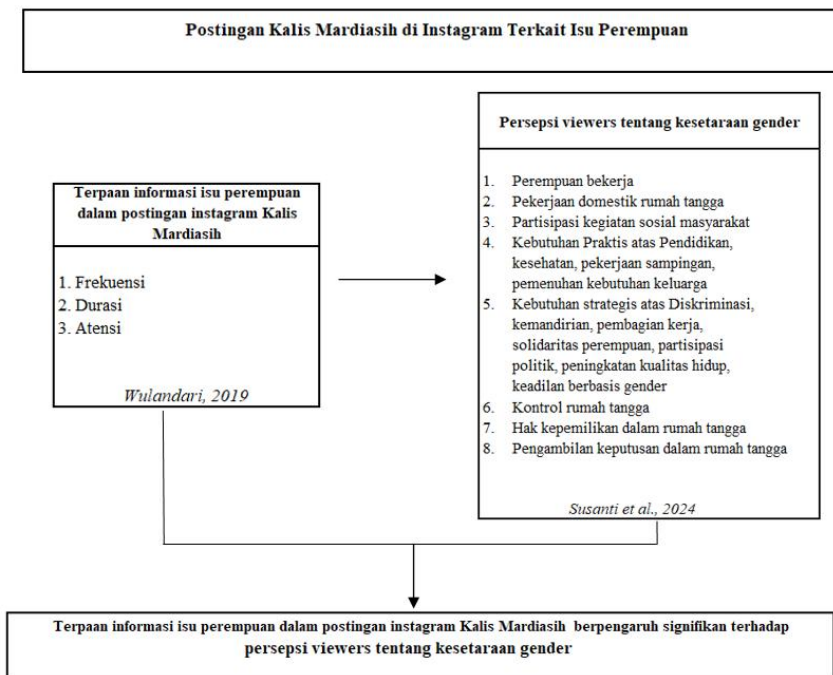 Postingan Kalis Mardiasih di Instagram Terkait Isu Perempuan
Terpaan informasi isu perempuan
dalam postingan instagram Kalis
Mardiasih
1. Frekuensi
2. Durasi
3. Atensi
Wulandari, 2019
Persepsi viewers tentang kesetaraan gender
1. Perempuan bekerja
2. Pekerjaan domestik rumah tangga
3. Partisipasi kegiatan sosial masyarakat
4. Kebutuhan Praktis atas Pendidikan,
kesehatan, pekerjaan sampingan,
pemenuhan kebutuhan keluarga
5. Kebutuhan strategis atas Diskriminasi,
kemandirian, pembagian kerja,
solidaritas perempuan, partisipasi
politik, peningkatan kualitas hidup,
keadilan berbasis gender
6. Kontrol rumah tangga
7. Hak kepemilikan dalam rumah tangga
8. Pengambilan keputusan dalam rumah tangga
Susanti et al., 2024
Terpaan informasi isu perempuan dalam postingan instagram Kalis Mardiasih berpengaruh signifikan terhadap
persepsi viewers tentang kesetaraan gender